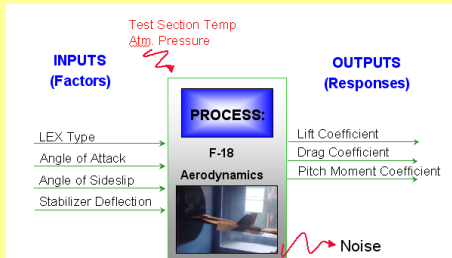 Test Section Temp
Atm. Pressure
INPUTS
(Factors)
OUTPUTS
(Responses)
PROCESS:
F-18
Aerodynamics
LEX Type
Angle of Attack
Angle of Sideslip
Stabilizer Deflection
Lift Coefficient
Drag Coefficient
Pitch Moment Coefficient
Noise